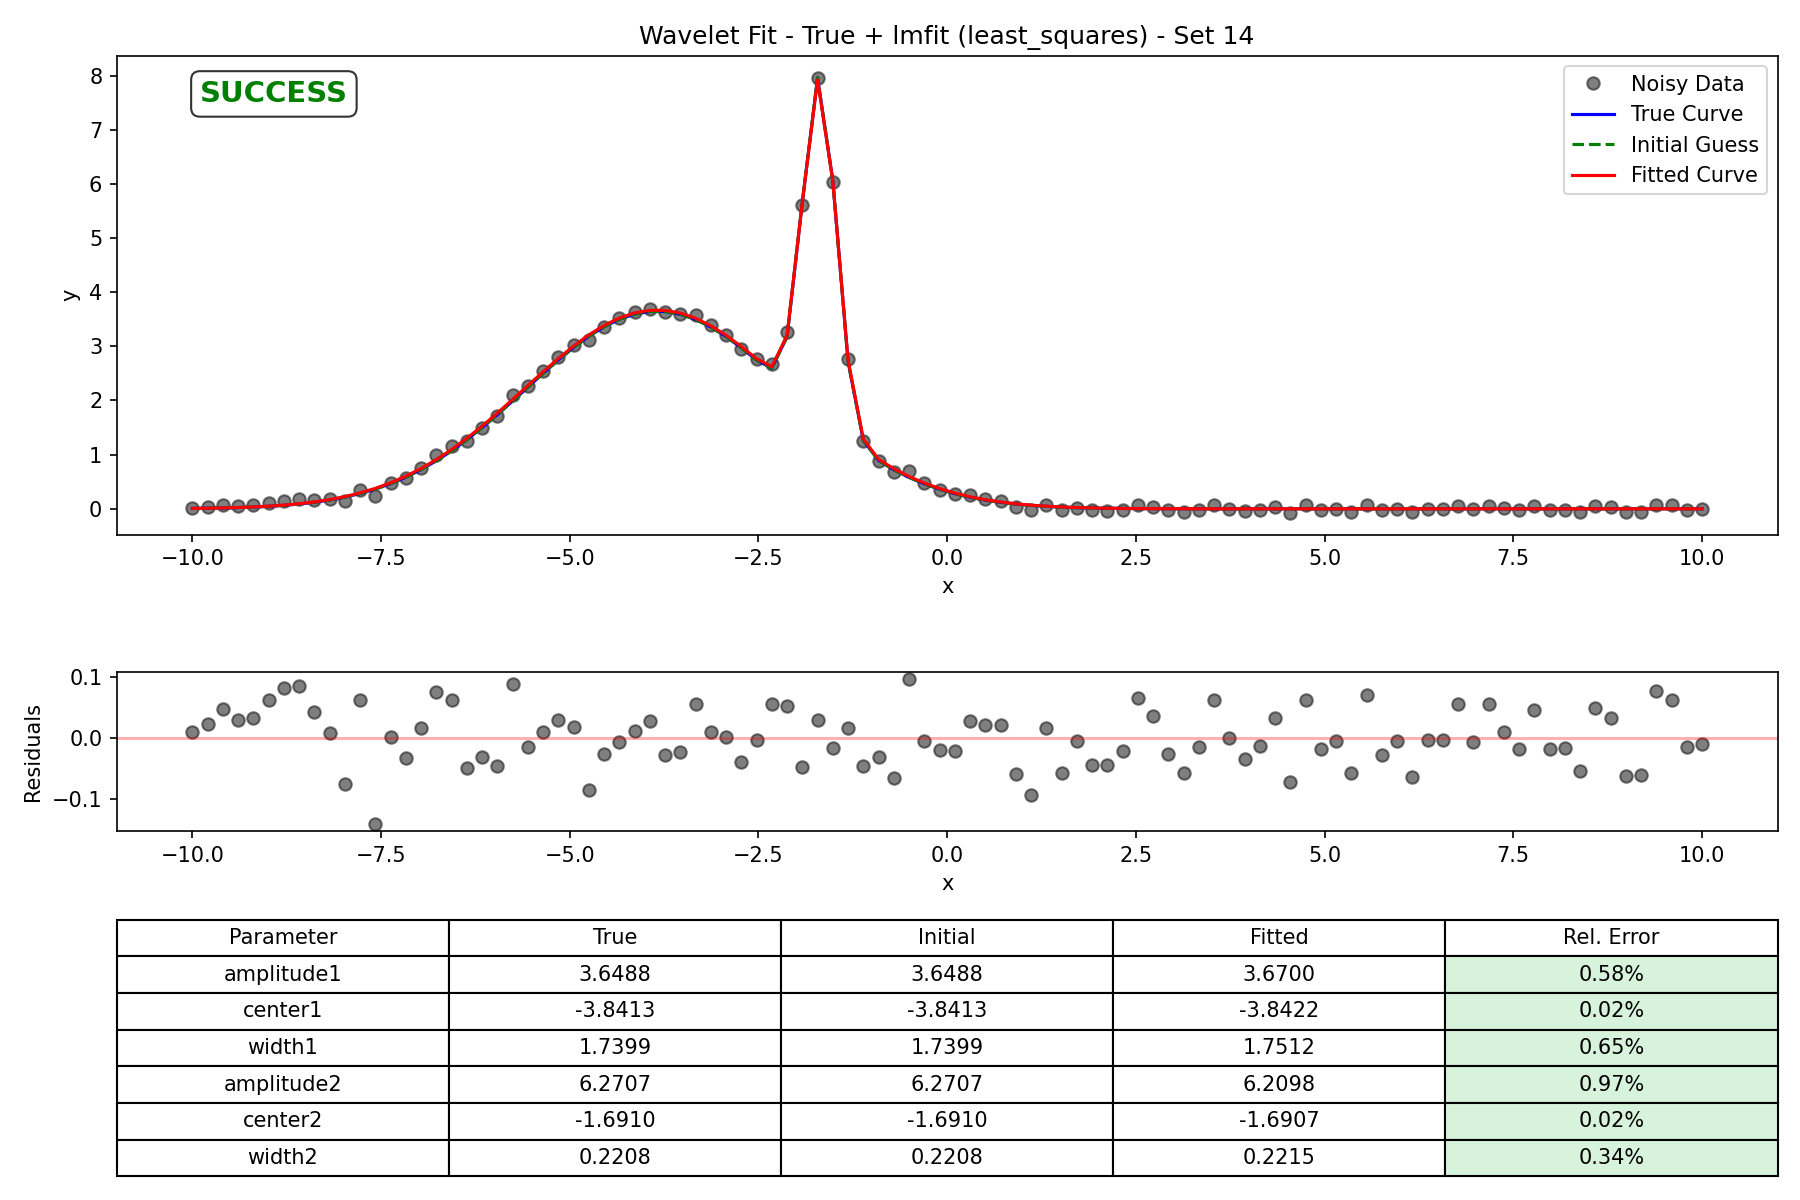 Wavelet Fit - True + lmfit (least_squares) - Set 14
SUCCESS
Noisy Data
True Curve
Initial Guess
Fitted Curve
8
7
6
5
4
3
2
1
0
y
−10.0 −7.5 −5.0 −2.5 0.0 2.5 5.0 7.5 10.0
x
0.1
0.0
−0.1
Residuals
−10.0 −7.5 −5.0 −2.5 0.0 2.5 5.0 7.5 10.0
x
Parameter True Initial Fitted Rel. Error
amplitude1 3.6488 3.6488 3.6700 0.58%
center1 -3.8413 -3.8413 -3.8422 0.02%
width1 1.7399 1.7399 1.7512 0.65%
amplitude2 6.2707 6.2707 6.2098 0.97%
center2 -1.6910 -1.6910 -1.6907 0.02%
width2 0.2208 0.2208 0.2215 0.34%